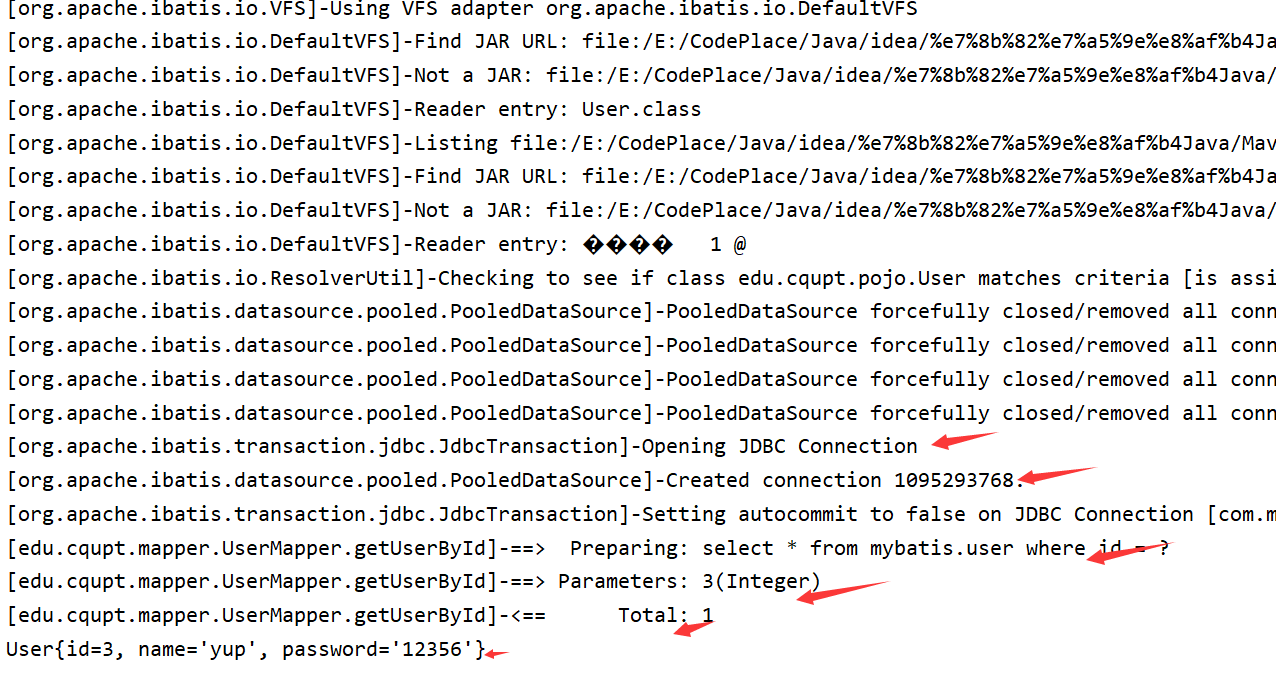 [org.apache.ibatis.io.VFS]-Using VFS adapter org.apache.ibatis.io.DefaultVFS
[org.apache.ibatis.io.DefaultVFS]-Find JAR URL: file:/E:/CodePlace/Java/idea/%e7%8b%82%e7%a5%9e%e8%af%b4Ja
[org.apache.ibatis.io.DefaultVFS]-Not a JAR: file:/E:/CodePlace/Java/idea/%e7%8b%82%e7%a5%9e%e8%af%b4Java/
[org.apache.ibatis.io.DefaultVFS]-Reader entry: User.class
[org.apache.ibatis.io.DefaultVFS]-Listing file:/E:/CodePlace/Java/idea/%e7%8b%82%e7%a5%9e%e8%af%b4Java/Mav
[org.apache.ibatis.io.DefaultVFS]-Find JAR URL: file:/E:/CodePlace/Java/idea/%e7%8b%82%e7%a5%9e%e8%af%b4Ja
[org.apache.ibatis.io.DefaultVFS]-Not a JAR: file:/E:/CodePlace/Java/idea/%e7%8b%82%e7%a5%9e%e8%af%b4Java/
[org.apache.ibatis.io.DefaultVFS]-Reader entry: ���� 1 @
[org.apache.ibatis.io.ResolverUtil]-Checking to see if class edu.cqupt.pojo.User matches criteria [is assi
[org.apache.ibatis.datasource.pooled.PooledDataSource]-PooledDataSource forcefully closed/removed all conn
[org.apache.ibatis.datasource.pooled.PooledDataSource]-PooledDataSource forcefully closed/removed all conn
[org.apache.ibatis.datasource.pooled.PooledDataSource]-PooledDataSource forcefully closed/removed all conn
[org.apache.ibatis.datasource.pooled.PooledDataSource]-PooledDataSource forcefully closed/removed all conn
[org.apache.ibatis.transaction.jdbc.JdbcTransaction]-Opening JDBC Connection
[org.apache.ibatis.datasource.pooled.PooledDataSource]-Created connection 1095293768.
[org.apache.ibatis.transaction.jdbc.JdbcTransaction]-Setting autocommit to false on JDBC Connection [com.m
[edu.cqupt.mapper.UserMapper.getUserById]-==>  Preparing: select * from mybatis.user where id = ?
[edu.cqupt.mapper.UserMapper.getUserById]-==> Parameters: 3(Integer)
[edu.cqupt.mapper.UserMapper.getUserById]-<==      Total: 1
User{id=3, name='yup', password='12356'}